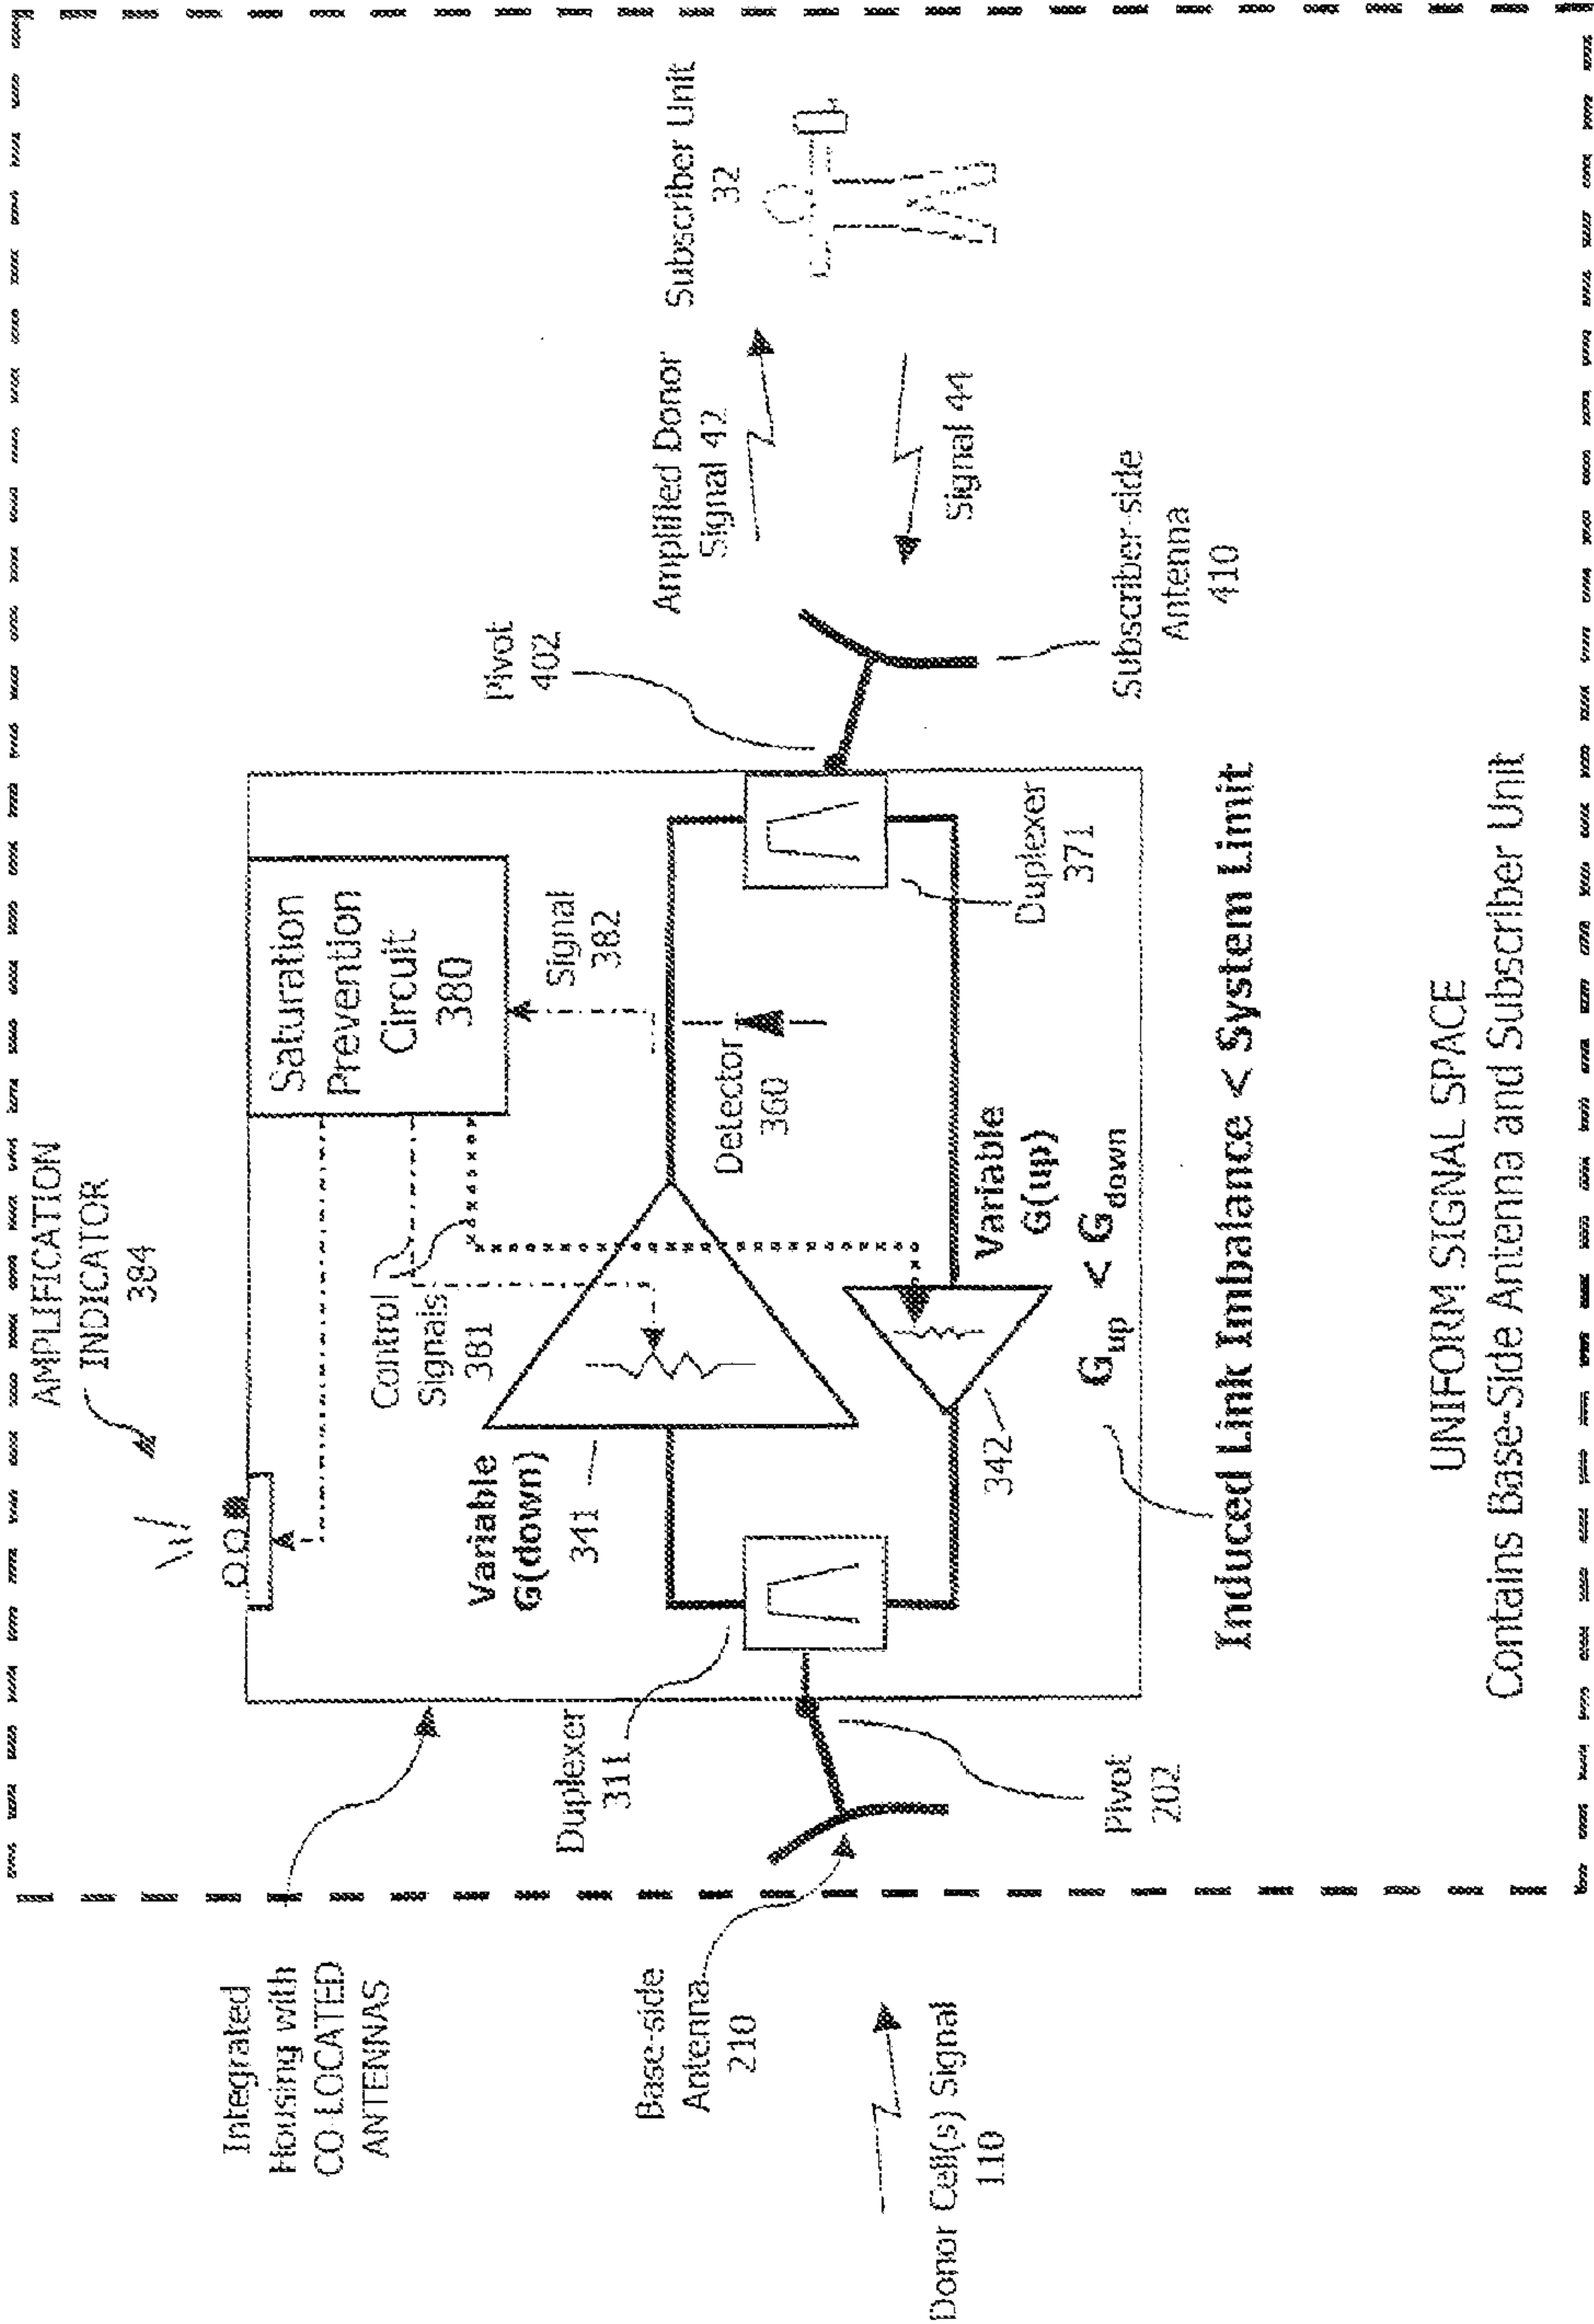 AMPLIFICATION
INDICATOR
384
Integrated
Housing with
CO-LOCATED
ANTENNAS
Saturation
Prevention
Circuit
380
Control
Signals
381
Signal
382
Pivot
402
Amplified Donor
Signal 42
Subscriber Unit
32
Variable
G(down)
341
Duplexer
311
Detector
360
Base-side
Antenna
210
Signal 44
Donor Cell(s) Signal
110
Pivot
202
342
Variable
G(up)
Duplexer
371
Subscriber-side
Antenna
410
Gup < Gdown
Induced Link Imbalance < System Limit
UNIFORM SIGNAL SPACE
Contains Base-Side Antenna and Subscriber Unit